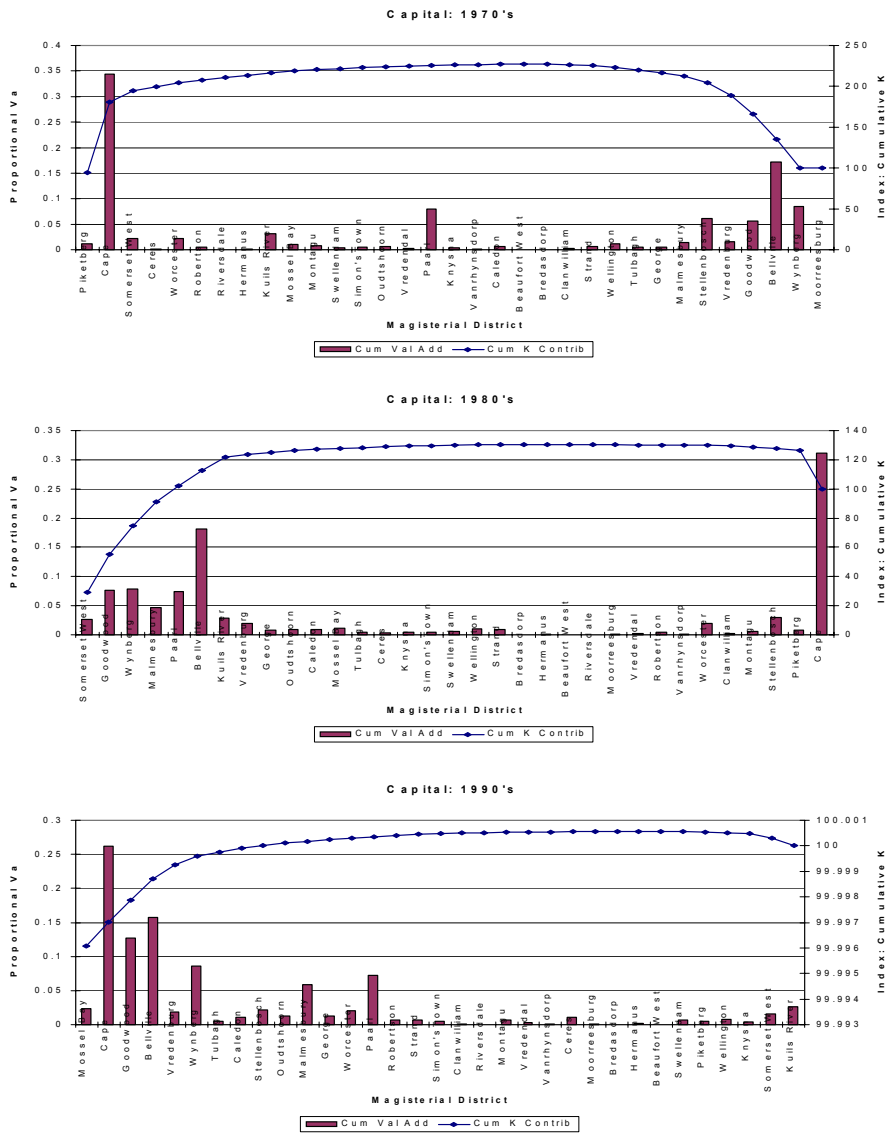 Capital: 1970's
Proportional Va
0.4
0.35
0.3
0.25
0.2
0.15
0.1
0.05
0
250
200
150
100
50
0
Index: Cumulative K
Piketberg
Cape
Somerset West
Ceres
Worcester
Robertson
Riversdale
Hermanus
Kuils River
Mossel Bay
Montagu
Swellendam
Simon's town
Oudtshorn
Vredendal
Paarl
Knysna
Vanrhynsdorp
Caledon
Beaufort West
Bredasdorp
Clanwilliam
Strand
Wellington
Tulbagh
George
Malmesbury
Stellenbosch
Vredenburg
Goodwood
Bellville
Wynberg
Moorreesburg
Magisterial District
Cum Val Add
Cum K Contrib
Capital: 1980's
Proportional Va
0.35
0.3
0.25
0.2
0.15
0.1
0.05
0
140
120
100
80
60
40
20
0
Index: Cumulative K
Somerset West
Goodwood
Wynberg
Malmesbury
Paarl
Bellville
Kuils River
Vredenburg
George
Oudtshorn
Caledon
Mossel Bay
Tulbagh
Ceres
Knysna
Simon's town
Swellendam
Wellington
Strand
Bredasdorp
Hermanus
Beaufort West
Riversdale
Moorreesburg
Vredendal
Robertson
Vanrhynsdorp
Worcester
Clanwilliam
Montagu
Stellenbosch
Piketberg
Cape
Magisterial District
Cum Val Add
Cum K Contrib
Capital: 1990's
Proportional Va
0.3
0.25
0.2
0.15
0.1
0.05
0
100.001
100
99.999
99.998
99.997
99.996
99.995
99.994
99.993
Index: Cumulative K
Mossel Bay
Cape
Goodwood
Bellville
Vredenburg
Wynberg
Tulbagh
Caledon
Stellenbosch
Oudtshorn
Malmesbury
George
Worcester
Paarl
Robertson
Strand
Simon's town
Clanwilliam
Riversdale
Montagu
Vredendal
Vanrhyndorp
Ceres
Moorreesburg
Bredasdorp
Hermanus
Beaufort West
Swellendam
Piketberg
Wellington
Knysna
Somerset West
Kuils River
Magisterial District
Cum Val Add
Cum K Contrib